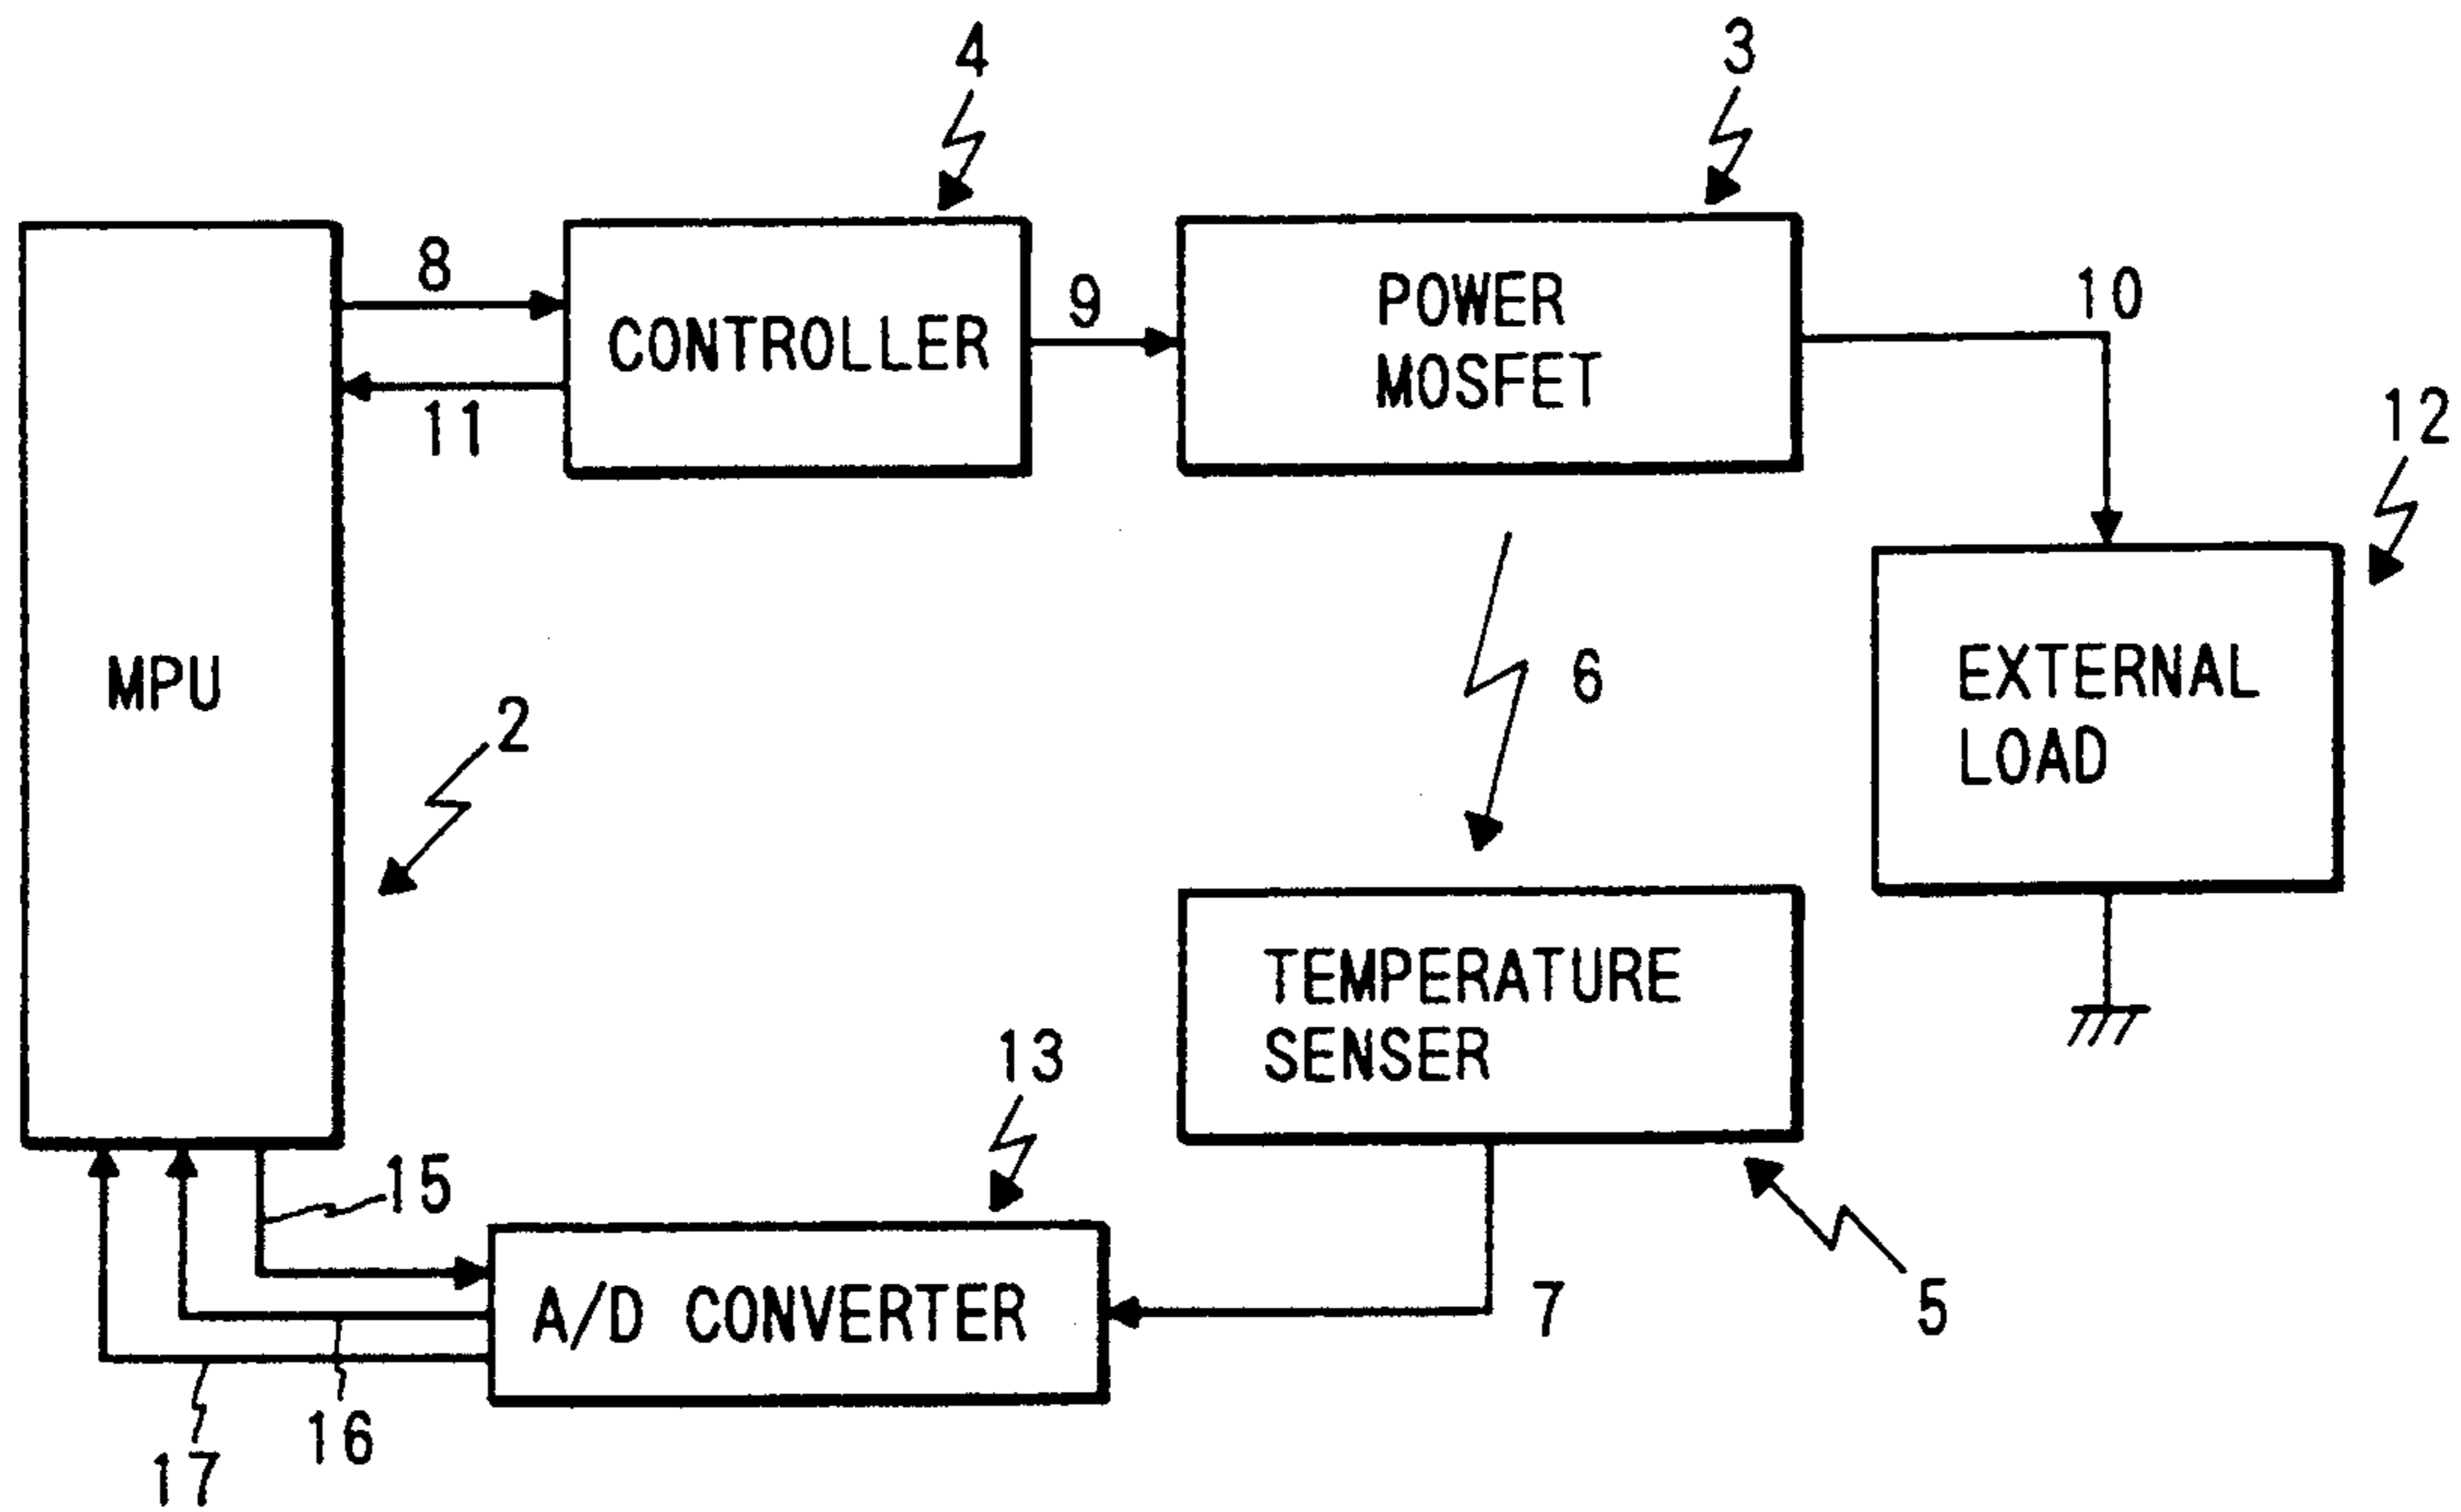 4
3
8
CONTROLLER
11
9
POWER
MOSFET
10
12
MPU
2
6
EXTERNAL
LOAD
TEMPERATURE
SENSER
13
15
A/D CONVERTER
7
5
16
17